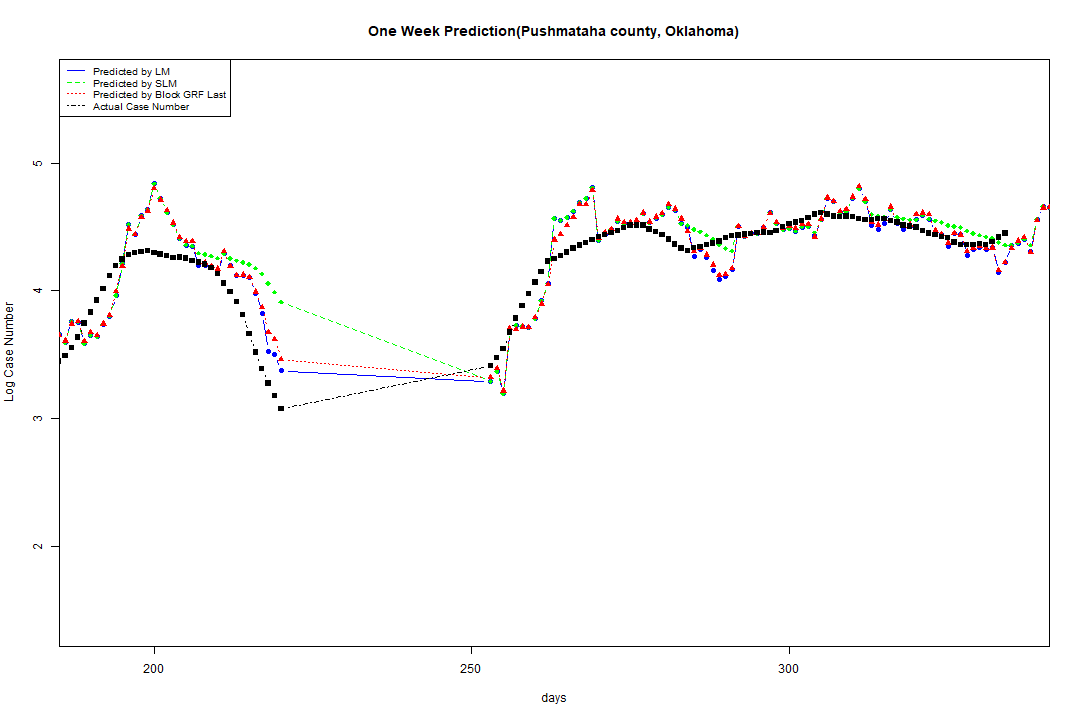 One Week Prediction(Pushmataha county, Oklahoma)
Predicted by LM
Predicted by SLM
Predicted by Block GRF Last
Actual Case Number
5
4
3
2
Log Case Number
200
250
300
days